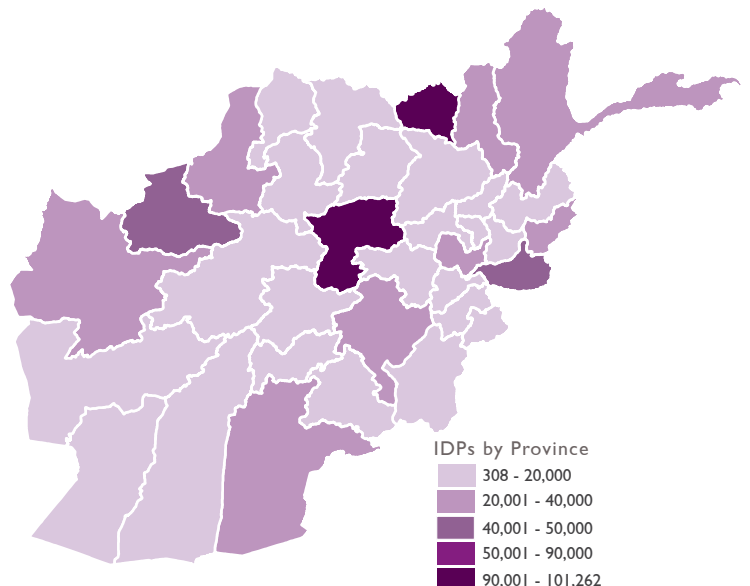 IDPs by Province
308 - 20,000
20,001 - 40,000
40,001 - 50,000
50,001 - 90,000
90,001 - 101,262